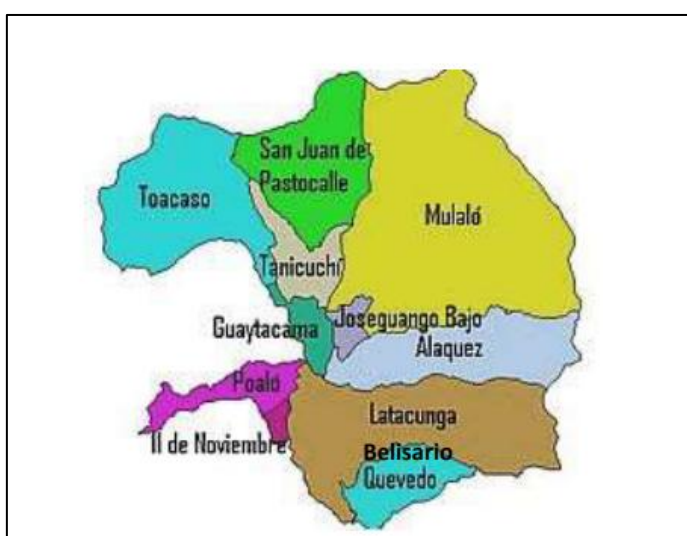 San Juan de
Pastocalle
Toacaso
Mulaló
Tanicuchí
Guaytacama
Joseguango Bajo
Alaquez
Poaló
Latacunga
11 de Noviembre
Belisario
Quevedo